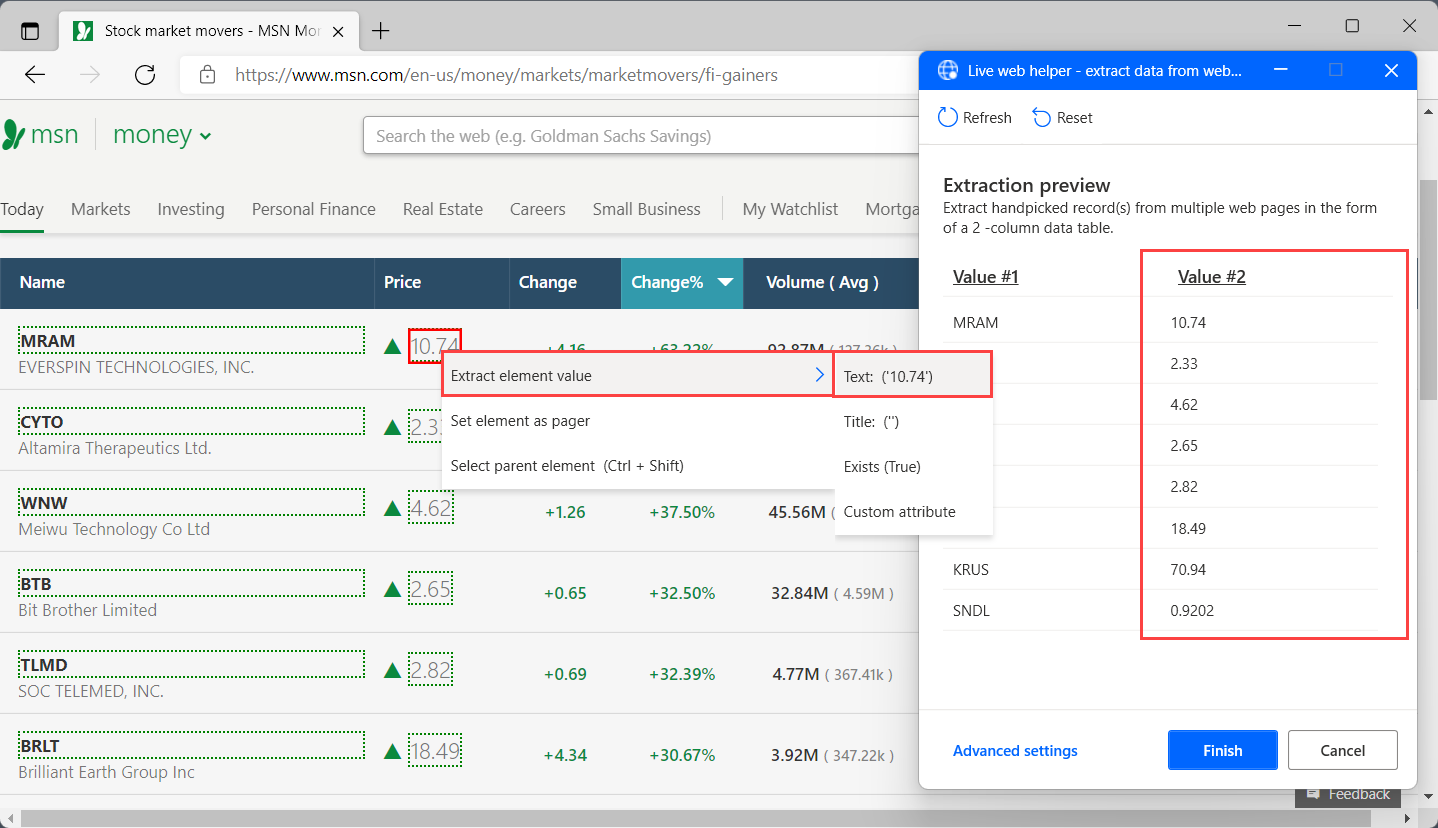 Stock market movers - MSN Mo
https://www.msn.com/en-us/money/markets/marketmovers/fi-gainers
msn money
Search the web (e.g. Goldman Sachs Savings)
Today Markets Investing Personal Finance Real Estate Careers Small Business My Watchlist Mortga
Name Price Change Change% Volume ( Avg )
MRAM 10.74 +4.16 +63.22% 92.87M ( 127.36k )
EVERSPIN TECHNOLOGIES, INC.
CYTO 2.3
Altamira Therapeutics Ltd.
WNW 4.62 +1.26 +37.50% 45.56M (
Meiwu Technology Co Ltd
BTB 2.65 +0.65 +32.50% 32.84M ( 4.59M )
Bit Brother Limited
TLMD 2.82 +0.69 +32.39% 4.77M ( 367.41k )
SOC TELEMED, INC.
BRLT 18.49 +4.34 +30.67% 3.92M ( 347.22k )
Brilliant Earth Group Inc
Extract element value
Set element as pager
Select parent element (Ctrl + Shift)
Text: ('10.74')
Title: ('')
Exists (True)
Custom attribute
Live web helper - extract data from web...
Refresh Reset
Extraction preview
Extract handpicked record(s) from multiple web pages in the form
of a 2 -column data table.
Value #1 Value #2
MRAM 10.74
2.33
4.62
2.65
2.82
18.49
KRUS 70.94
SNDL 0.9202
Advanced settings Finish Cancel
Feedback